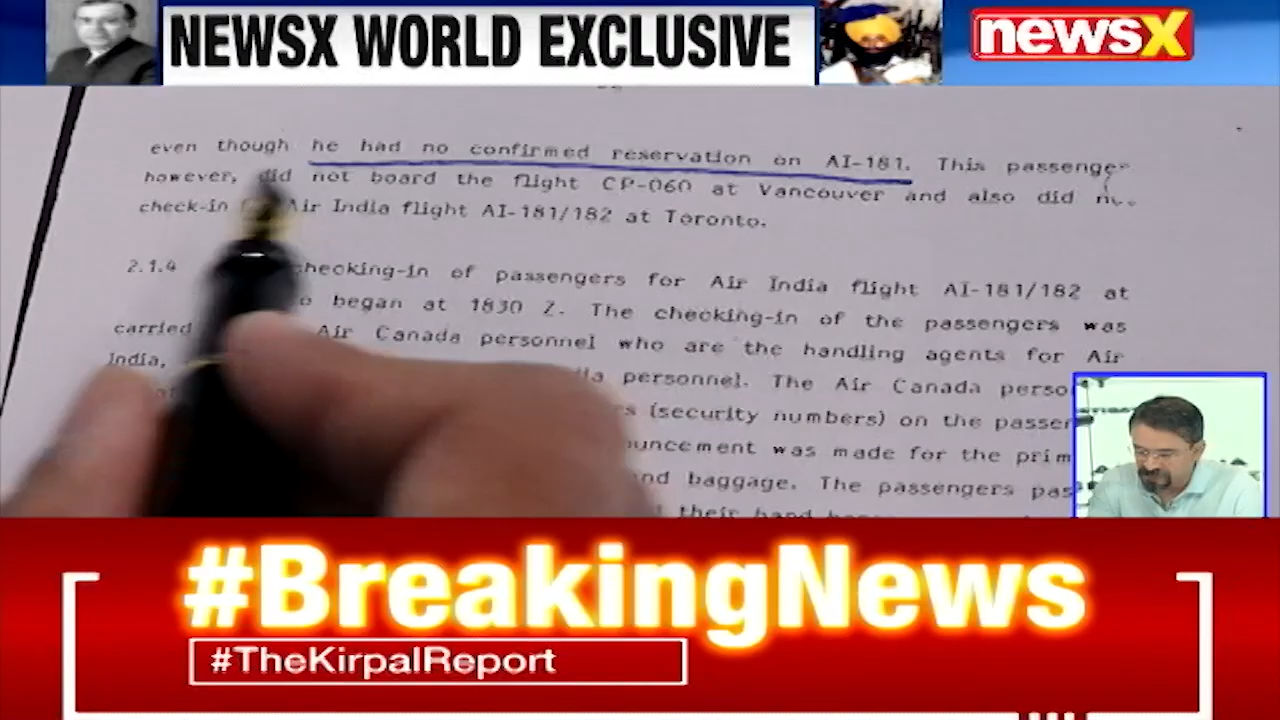 NEWSX WORLD EXCLUSIVE
newsX
even though he had no confirmed reservation on AI-181. This
however, did not board the flight CP-060 at Vancouver and also did
check-in Air India flight AI-181/182 at Toronto.
2.1.4 checking-in of passengers for Air India flight AI-181/182 at
began at 1830 Z. The checking-in of the passengers was
carried Air Canada personnel who are the handling agents for Air
India, personnel. The Air Canada
(security numbers) on the
was made for the
baggage. The passengers
their hand
#BreakingNews
#TheKirpalReport